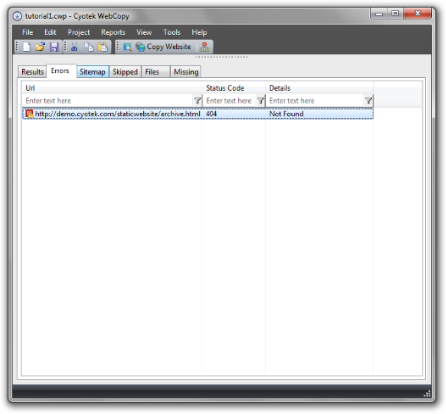 tutorial1.cwp - Cyotek WebCopy
File Edit Project Reports View Tools Help
Copy Website
Results Errors Sitemap Skipped Files Missing
Url Status Code Details
Enter text here Enter text here Enter text here
http://demo.cyotek.com/staticwebsite/archive.html 404 Not Found